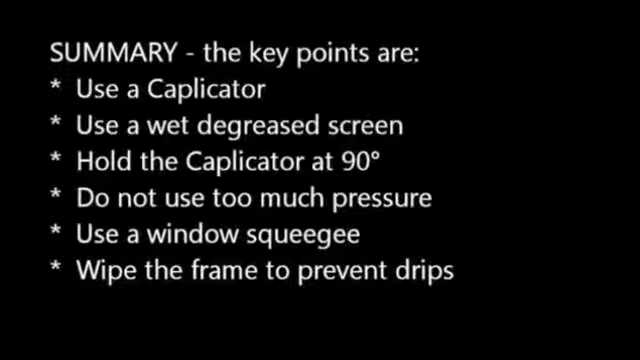 SUMMARY - the key points are:
* Use a Caplicator
* Use a wet degreased screen
* Hold the Caplicator at 90°
* Do not use too much pressure
* Use a window squeegee
* Wipe the frame to prevent drips